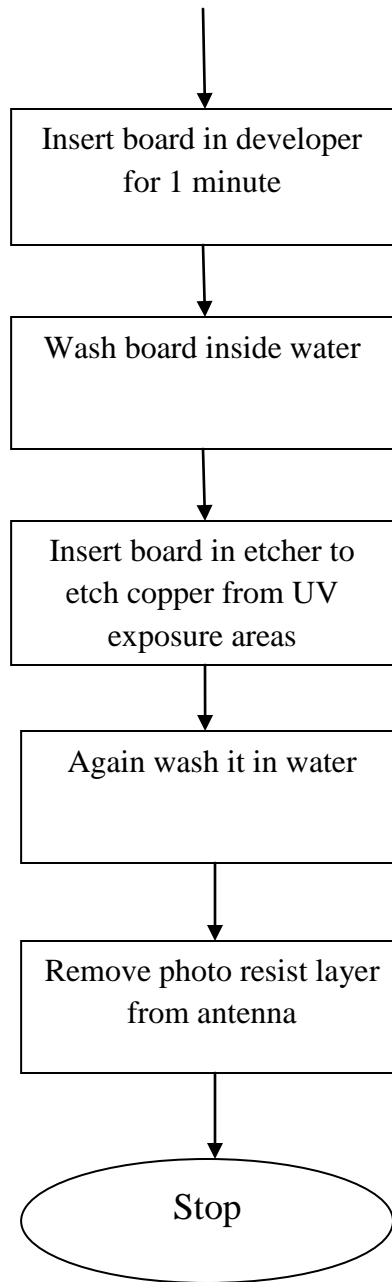 Insert board in developer
for 1 minute
Wash board inside water
Insert board in etcher to
etch copper from UV
exposure areas
Again wash it in water
Remove photo resist layer
from antenna
Stop